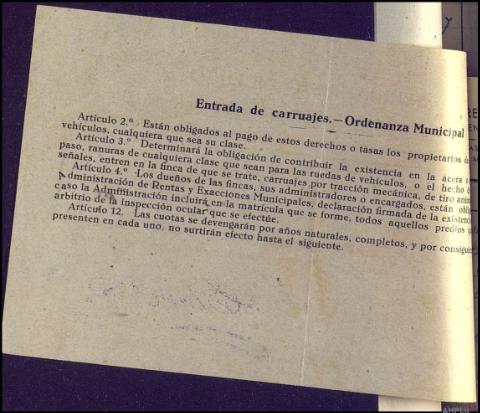 Entrada de carruajes.—Ordenanza Municipal
Artículo 2.º Están obligados al pago de estos derechos o tasas los propietarios de
vehículos, cualquiera que sea su clase.
Artículo 3.º Determinará la obligación de contribuir la existencia en la acera
paso, ranuras de cualquier clase que sean para las ruedas de vehículos, o el hecho
señales, entren en la finca de que se trate, carruajes por tracción mecánica, de tiro
Artículo 4.º Los dueños de las fincas, sus administradores o encargados, están
Administración de Rentas y Exacciones Municipales, declaración firmada de la
caso la Administración incluirá en la matrícula que se forme, todos aquellos predios
arbitrio de la inspección ocular que se efectúe.
Artículo 12. Las cuotas se devengarán por años naturales, completos, y por
presenten en cada uno, no surtirán efecto hasta el siguiente.